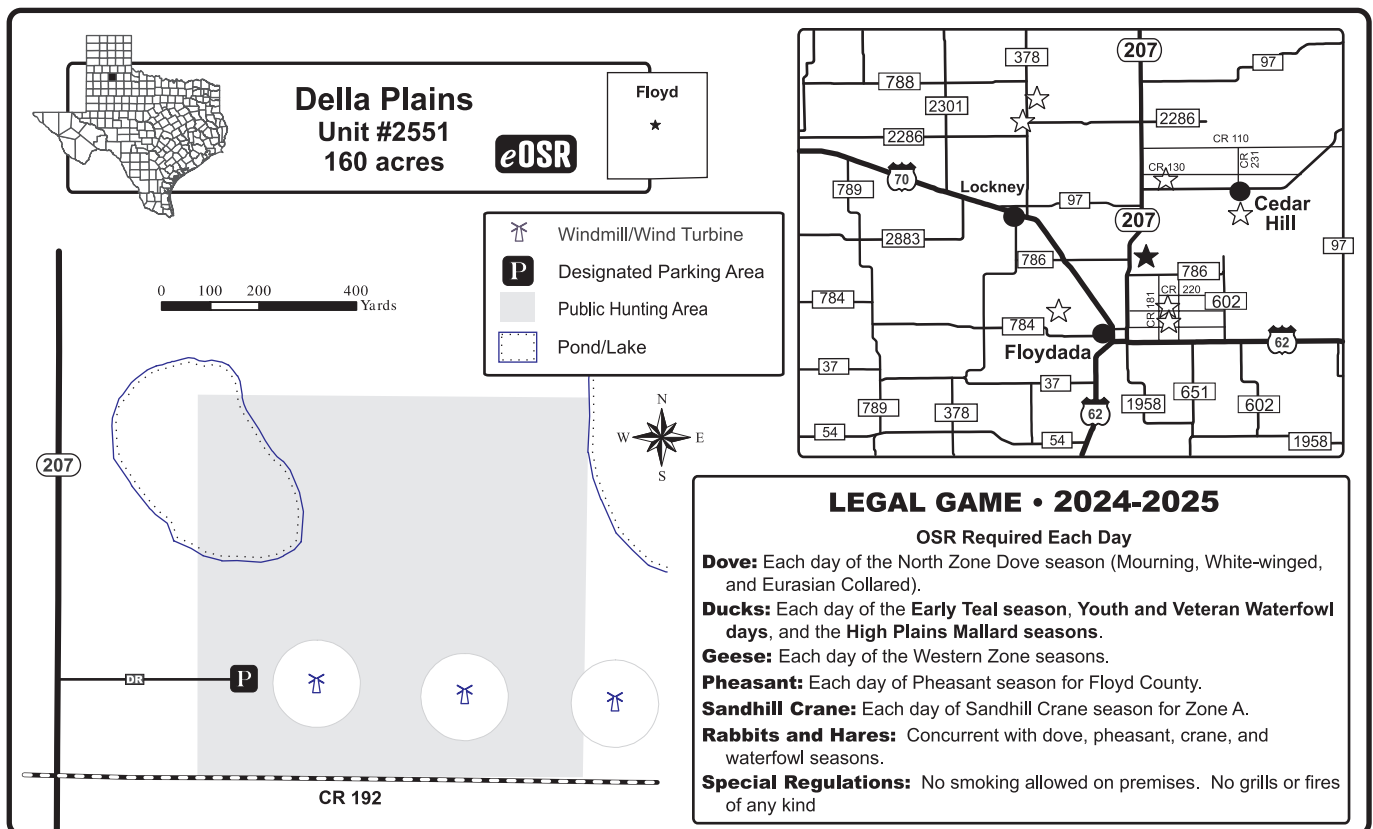 Della Plains
Unit #2551
160 acres
eOSR
Floyd
Windmill/Wind Turbine
P Designated Parking Area
Public Hunting Area
Pond/Lake
0 100 200 400
Yards
N
W E
S
207
DR
P
CR 192
378
207
97
788
2301
2286
2286
CR 110
CR 231
CR 130
70
789
Lockney
97
Cedar
Hill
207
2883
97
786
786
CR 220
CR 181
602
784
784
Floydada
62
37
37
789
378
62
1958
651
602
54
54
1958
LEGAL GAME • 2024-2025
OSR Required Each Day
Dove: Each day of the North Zone Dove season (Mourning, White-winged,
and Eurasian Collared).
Ducks: Each day of the Early Teal season, Youth and Veteran Waterfowl
days, and the High Plains Mallard seasons.
Geese: Each day of the Western Zone seasons.
Pheasant: Each day of Pheasant season for Floyd County.
Sandhill Crane: Each day of Sandhill Crane season for Zone A.
Rabbits and Hares: Concurrent with dove, pheasant, crane, and
waterfowl seasons.
Special Regulations: No smoking allowed on premises. No grills or fires
of any kind